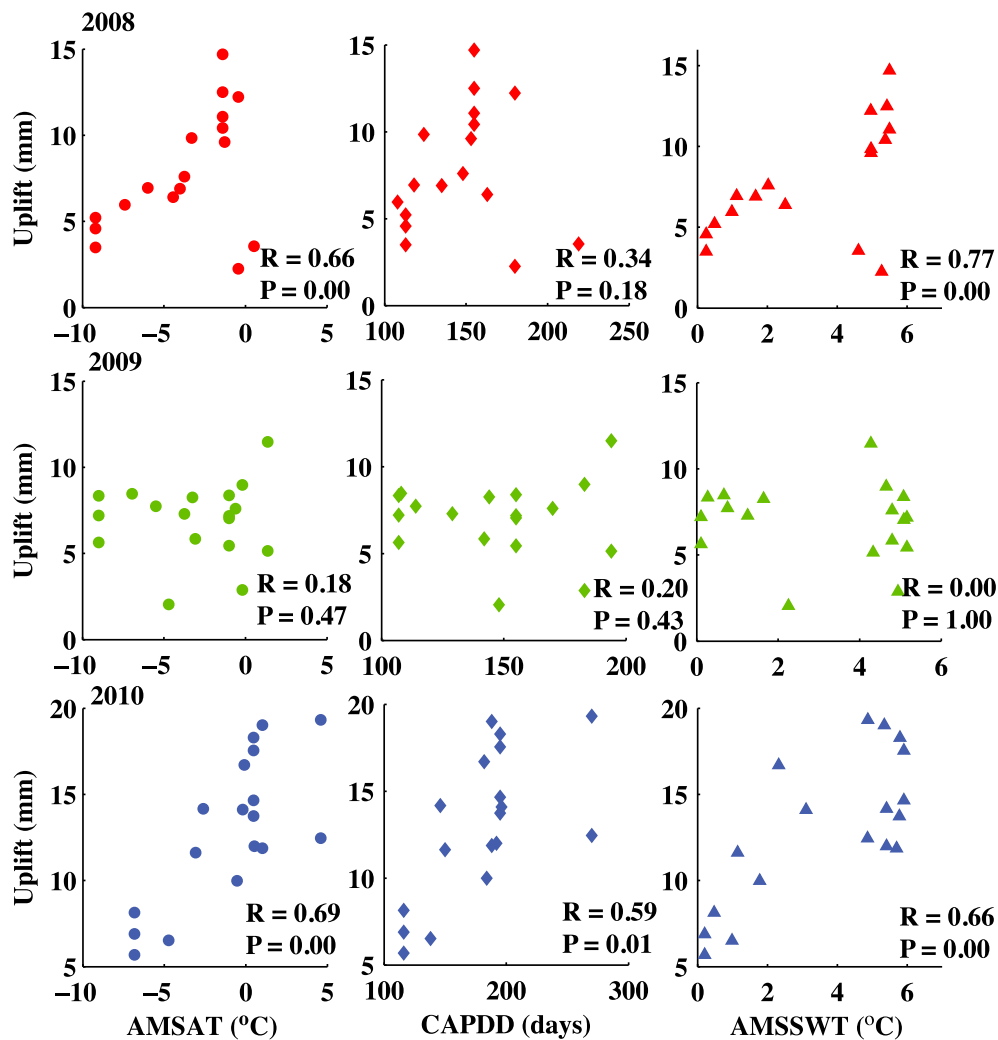 2008
15
10
5
0
Uplift (mm)
R = 0.66
P = 0.00
−10 −5 0 5
15
10
5
0
R = 0.34
P = 0.18
100 150 200 250
15
10
5
0
R = 0.77
P = 0.00
0 2 4 6
2009
15
10
5
0
Uplift (mm)
R = 0.18
P = 0.47
−10 −5 0 5
15
10
5
0
R = 0.20
P = 0.43
100 150 200
15
10
5
0
R = 0.00
P = 1.00
0 2 4 6
2010
20
15
10
5
Uplift (mm)
R = 0.69
P = 0.00
−10 −5 0 5
AMSAT (°C)
20
15
10
5
R = 0.59
P = 0.01
100 200 300
CAPDD (days)
20
15
10
5
R = 0.66
P = 0.00
0 2 4 6
AMSSWT (°C)